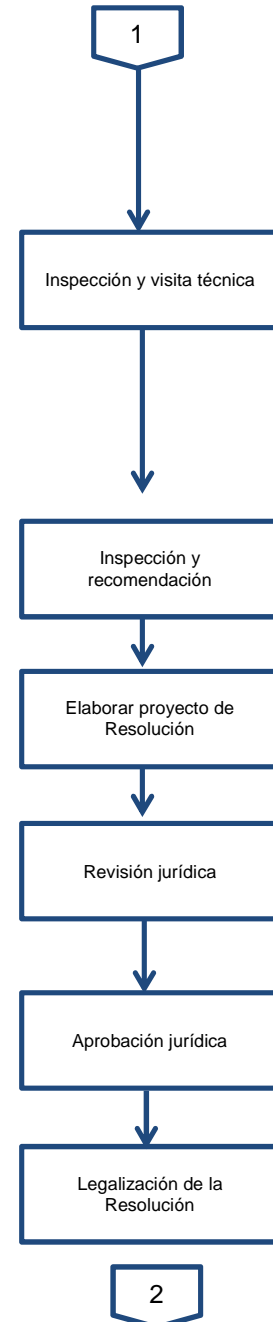 1
Inspección y visita técnica
Inspección y
recomendación
Elaborar proyecto de
Resolución
Revisión jurídica
Aprobación jurídica
Legalización de la
Resolución
2